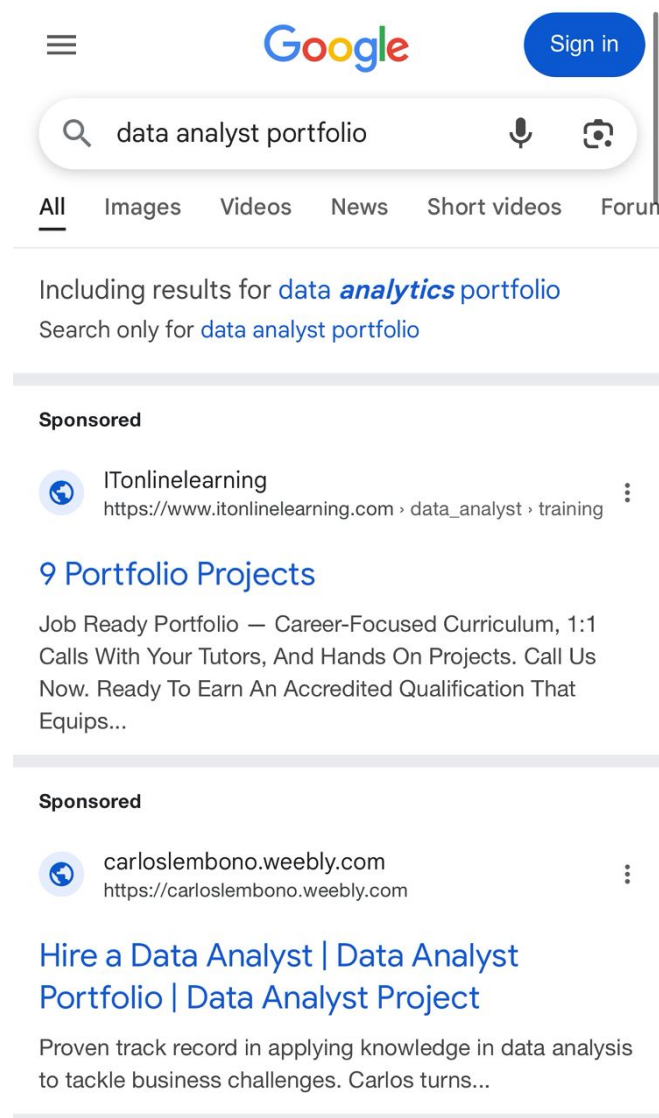 Google
Sign in
data analyst portfolio
All Images Videos News Short videos
Including results for data analytics portfolio
Search only for data analyst portfolio
Sponsored
ITonlinelearning
https://www.itonlinelearning.com › data_analyst › training
9 Portfolio Projects
Job Ready Portfolio — Career-Focused Curriculum, 1:1
Calls With Your Tutors, And Hands On Projects. Call Us
Now. Ready To Earn An Accredited Qualification That
Equips...
Sponsored
carloslembono.weebly.com
https://carloslembono.weebly.com
Hire a Data Analyst | Data Analyst
Portfolio | Data Analyst Project
Proven track record in applying knowledge in data analysis
to tackle business challenges. Carlos turns...